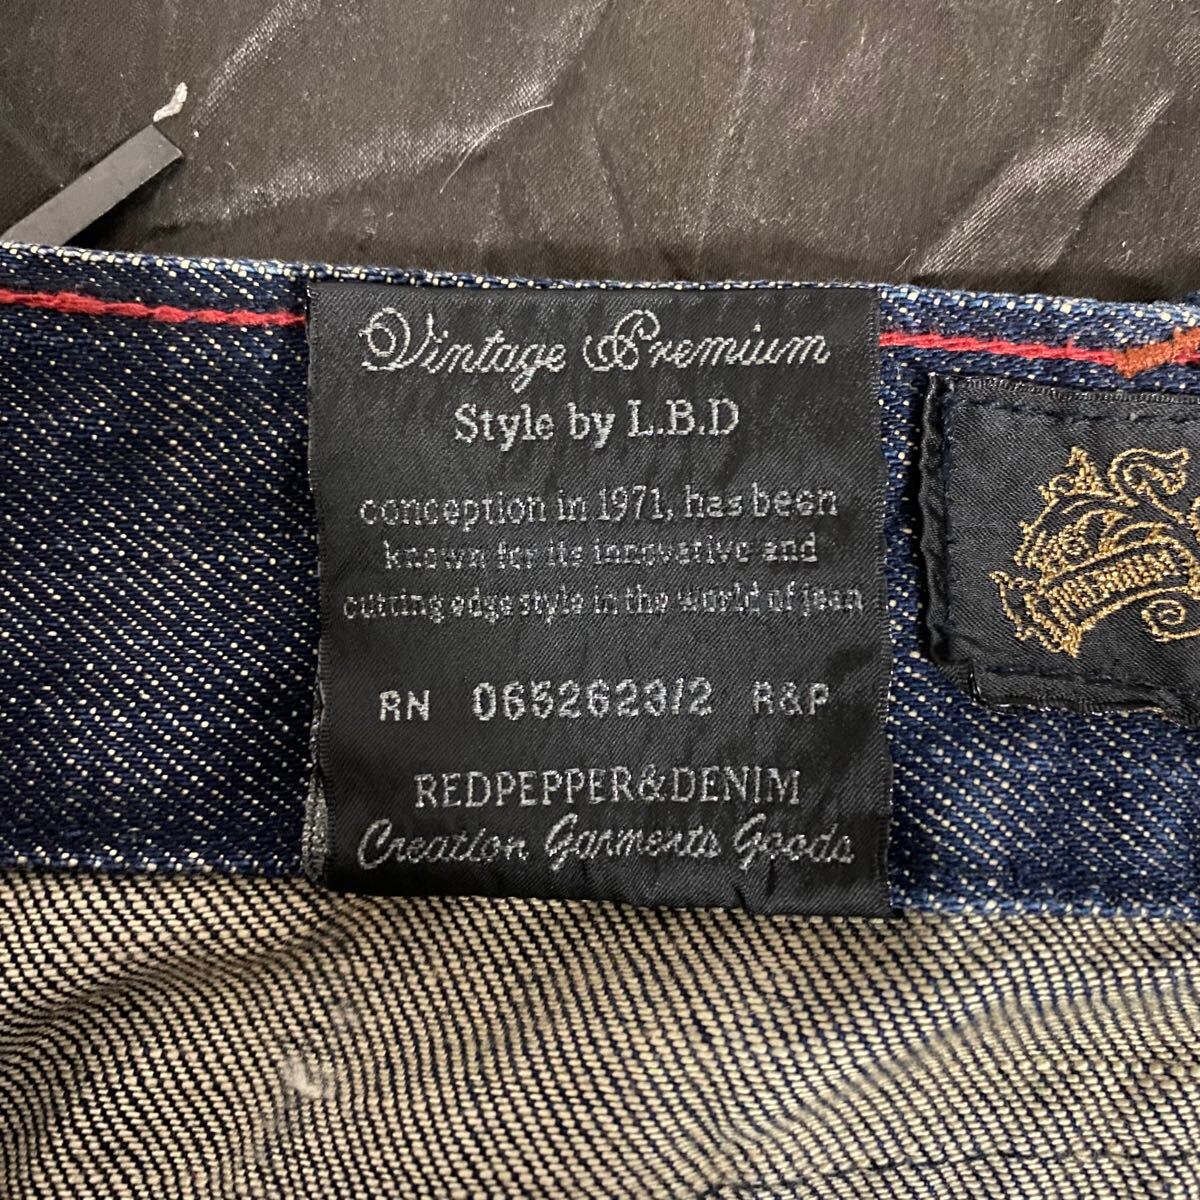 Vintage Premium
Style by L.B.D
conception in 1971, has been
known for its innovative and
cutting edge style in the world of jean
RN 0652623/2 R&P
REDPEPPER&DENIM
Creation Garments Goods